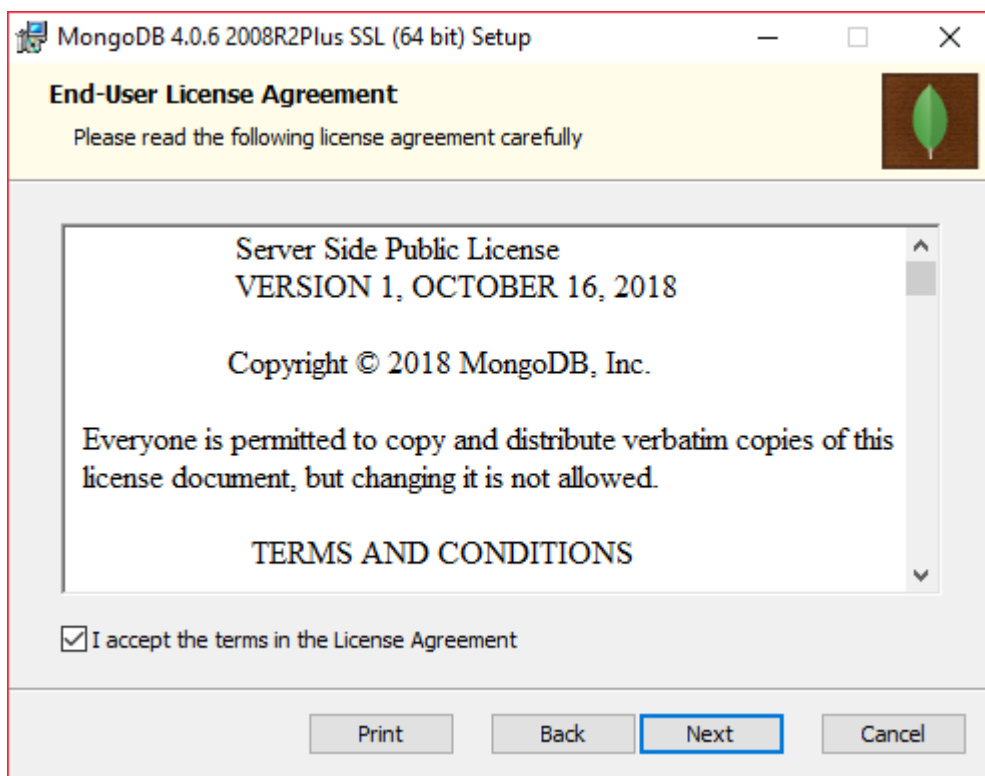 MongoDB 4.0.6 2008R2Plus SSL (64 bit) Setup
End-User License Agreement
Please read the following license agreement carefully
Server Side Public License
VERSION 1, OCTOBER 16, 2018
Copyright © 2018 MongoDB, Inc.
Everyone is permitted to copy and distribute verbatim copies of this
license document, but changing it is not allowed.
TERMS AND CONDITIONS
I accept the terms in the License Agreement
Print Back Next Cancel